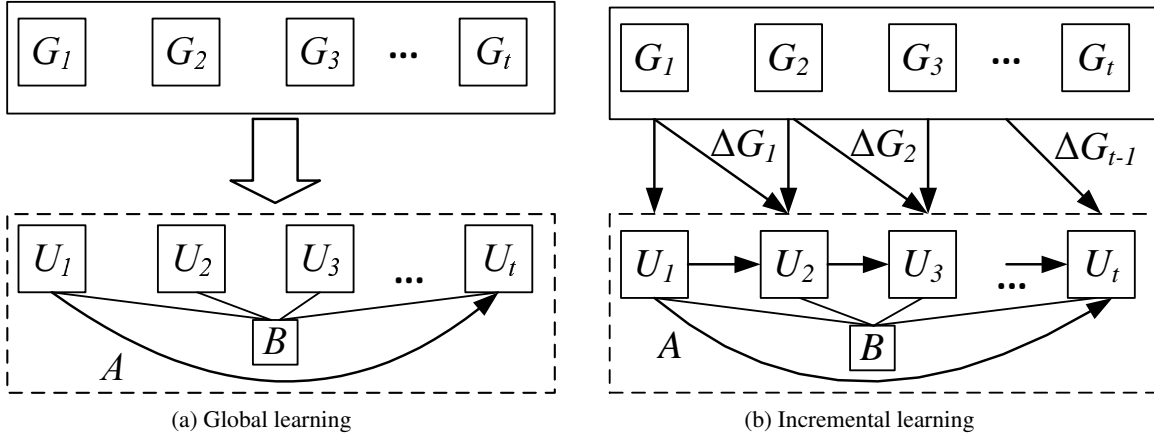 G1 G2 G3 ... Gt
U1 U2 U3 ... Ut
B
A
(a) Global learning
G1 G2 G3 ... Gt
ΔG1 ΔG2 ΔGt-1
U1 U2 U3 ... Ut
B
A
(b) Incremental learning